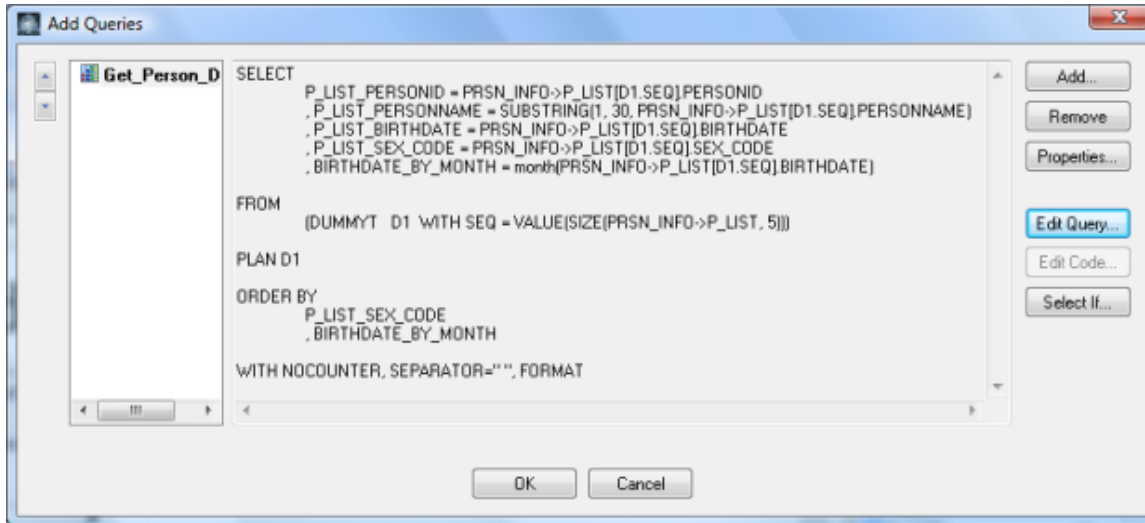 Add Queries
Get_Person_D
SELECT
P_LIST_PERSONID = PRSN_INFO->P_LIST[D1.SEQ].PERSONID
, P_LIST_PERSONNAME = SUBSTRING(1, 30, PRSN_INFO->P_LIST[D1.SEQ].PERSONNAME)
, P_LIST_BIRTHDATE = PRSN_INFO->P_LIST[D1.SEQ].BIRTHDATE
, P_LIST_SEX_CODE = PRSN_INFO->P_LIST[D1.SEQ].SEX_CODE
, BIRTHDATE_BY_MONTH = month(PRSN_INFO->P_LIST[D1.SEQ].BIRTHDATE)
FROM
(DUMMYT D1 WITH SEQ = VALUE(SIZE(PRSN_INFO->P_LIST, 5)))
PLAN D1
ORDER BY
P_LIST_SEX_CODE
, BIRTHDATE_BY_MONTH
WITH NOCOUNTER, SEPARATOR=" ", FORMAT
Add...
Remove
Properties...
Edit Query...
Edit Code...
Select If...
OK
Cancel